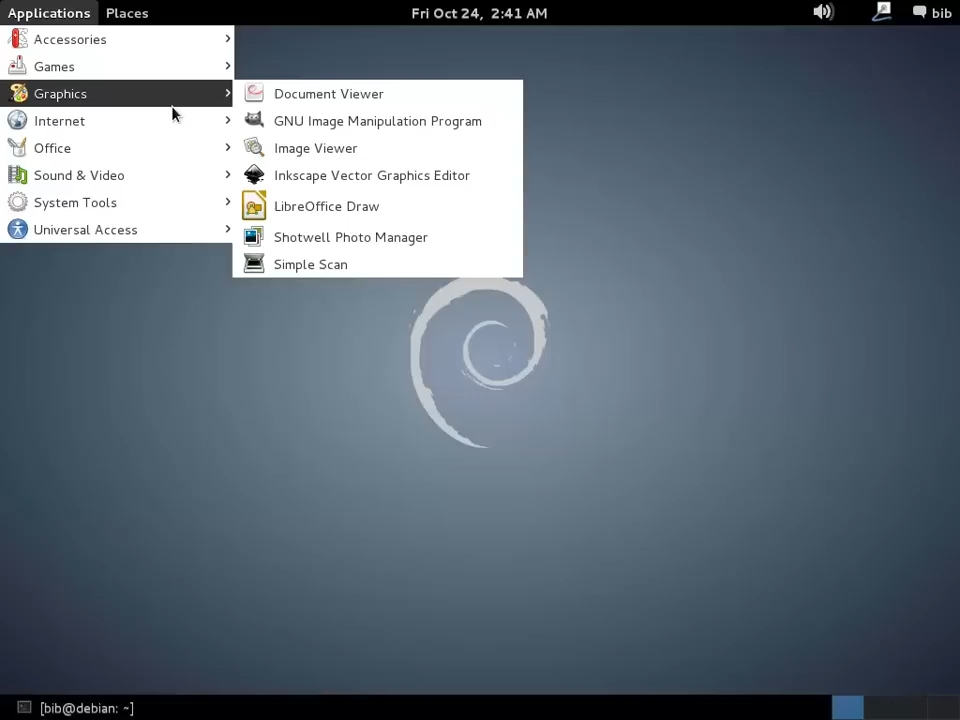 Applications Places Fri Oct 24, 2:41 AM bib
Accessories
Games
Graphics
Internet
Office
Sound & Video
System Tools
Universal Access
Document Viewer
GNU Image Manipulation Program
Image Viewer
Inkscape Vector Graphics Editor
LibreOffice Draw
Shotwell Photo Manager
Simple Scan
[bib@debian: ~]